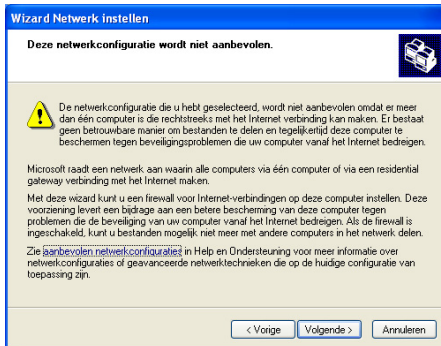 Wizard Netwerk instellen
Deze netwerkconfiguratie wordt niet aanbevolen.
De netwerkconfiguratie die u hebt geselecteerd, wordt niet aanbevolen omdat er meer
dan één computer is die rechtstreeks met het Internet verbinding kan maken. Er bestaat
geen betrouwbare manier om bestanden te delen en tegelijkertijd deze computer te
beschermen tegen beveiligingsproblemen die uw computer vanaf het Internet bedreigen.
Microsoft raadt een netwerk aan waarin alle computers via één computer of via een residential
gateway verbinding met het Internet maken.
Met deze wizard kunt u een firewall voor Internet-verbindingen op deze computer instellen. Deze
voorziening levert een bijdrage aan een betere bescherming van deze computer tegen
problemen die de beveiliging van uw computer vanaf het Internet bedreigen. Als de firewall is
ingeschakeld, kunt u bestanden mogelijk niet meer met andere computers in het netwerk delen.
Zie aanbevolen netwerkconfiguraties in Help en Ondersteuning voor meer informatie over
netwerkconfiguraties of geavanceerde netwerktechnieken die op de huidige configuratie van
toepassing zijn.
< Vorige Volgende > Annuleren